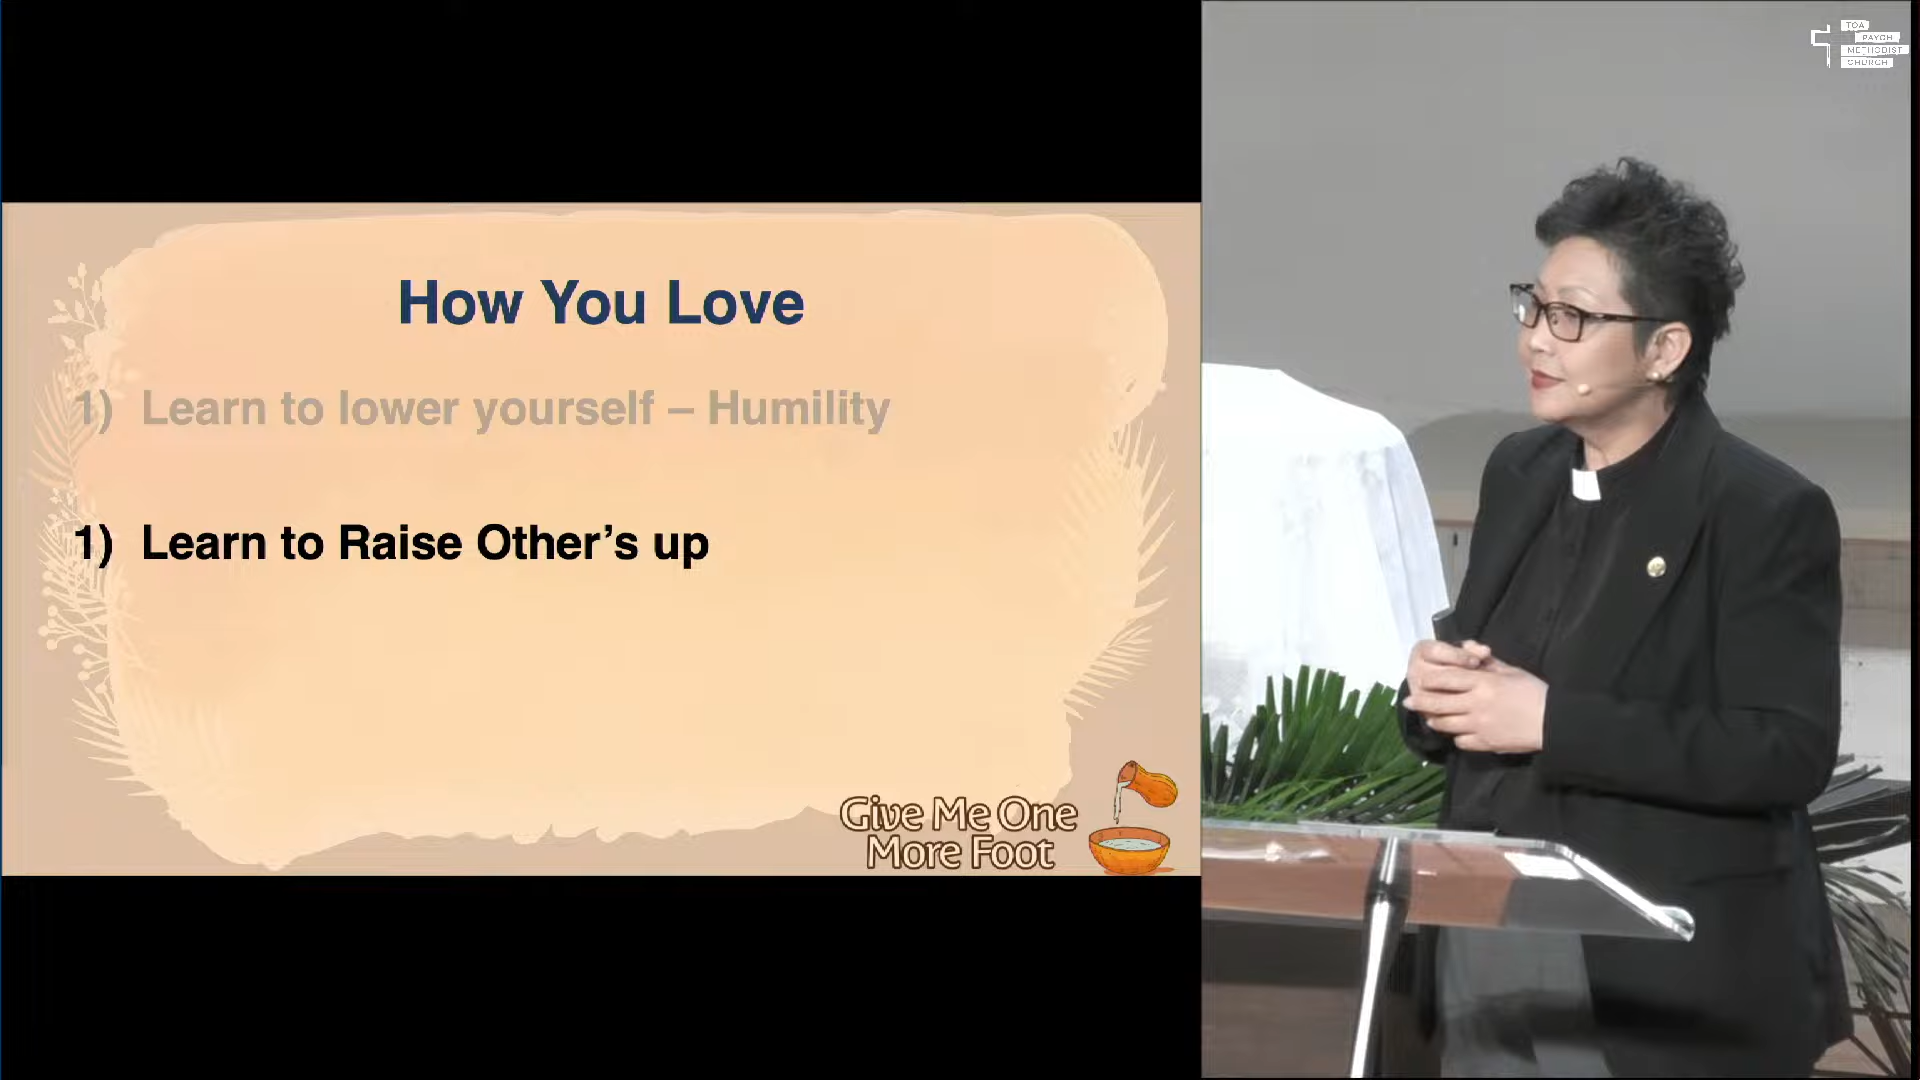 How You Love
1) Learn to lower yourself – Humility
1) Learn to Raise Other’s up
Give Me One
More Foot
TOA
PAYOH
METHODIST
CHURCH